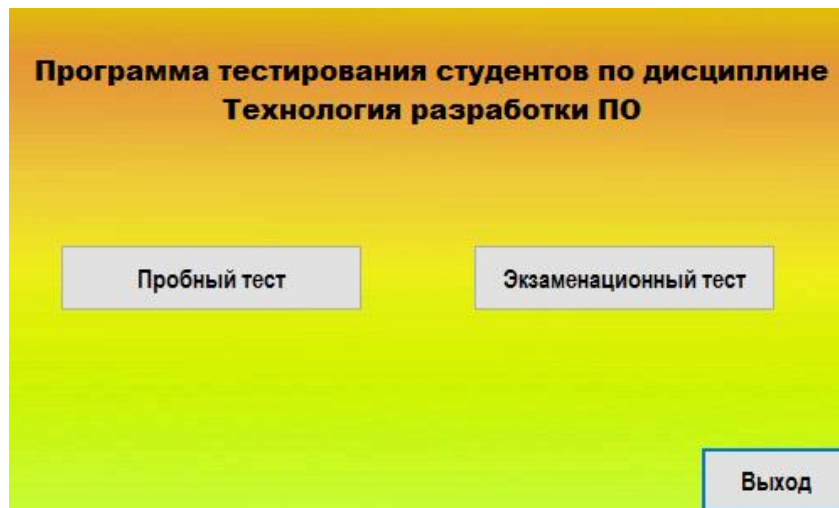 Программа тестирования студентов по дисциплине
Технология разработки ПО
Пробный тест
Экзаменационный тест
Выход